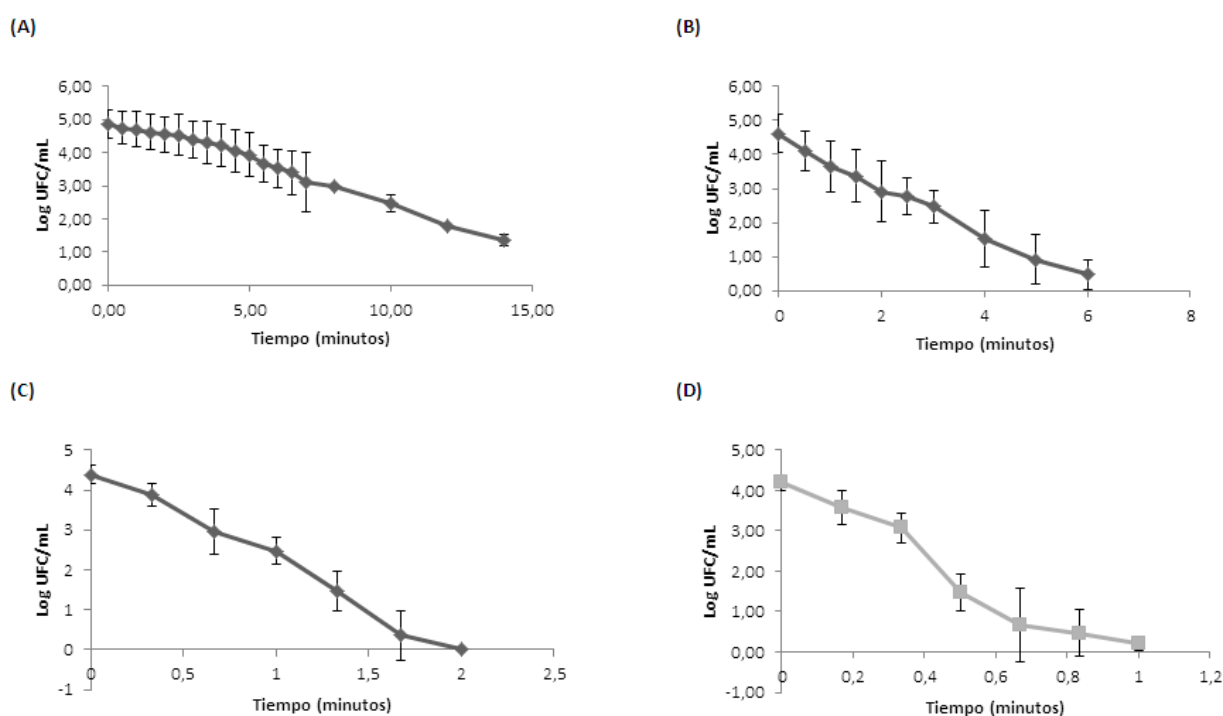 (A)
6,00
5,00
4,00
3,00
2,00
1,00
0,00
Log UFC/mL
0,00 5,00 10,00 15,00
Tiempo (minutos)
(B)
6,00
5,00
4,00
3,00
2,00
1,00
0,00
Log UFC/mL
0 2 4 6 8
Tiempo (minutos)
(C)
5
4
3
2
1
0
-1
Log UFC/mL
0 0,5 1 1,5 2 2,5
Tiempo (minutos)
(D)
5,00
4,00
3,00
2,00
1,00
0,00
-1,00
Log UFC/mL
0 0,2 0,4 0,6 0,8 1 1,2
Tiempo (minutos)